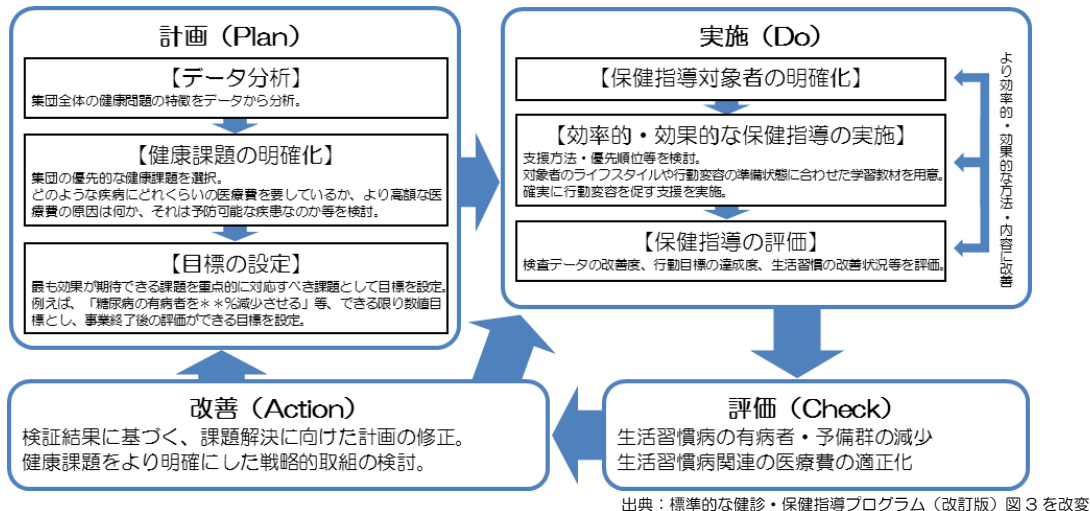 計画（Plan）
【データ分析】
集団全体の健康問題の特徴をデータから分析。
【健康課題の明確化】
集団の優先的な健康課題を選択。
どのような疾病にどれくらいの医療費を要しているか、より高額な医
療費の原因は何か、それは予防可能な疾患なのか等を検討。
【目標の設定】
最も効果が期待できる課題を重点的に対応すべき課題として目標を設定。
例えば、「糖尿病の有病者を＊＊%減少させる」等、できる限り数値目
標とし、事業終了後の評価ができる目標を設定。
実施（Do）
【保健指導対象者の明確化】
【効率的・効果的な保健指導の実施】
支援方法・優先順位等を検討。
対象者のライフスタイルや行動変容の準備状態に合わせた学習教材を用意。
確実に行動変容を促す支援を実施。
【保健指導の評価】
検査データの改善度、行動目標の達成度、生活習慣の改善状況等を評価。
より効率的・効果的な方法・内容に改善
改善（Action）
検証結果に基づく、課題解決に向けた計画の修正。
健康課題をより明確にした戦略的取組の検討。
評価（Check）
生活習慣病の有病者・予備群の減少
生活習慣病関連の医療費の適正化
出典：標準的な健診・保健指導プログラム（改訂版）図３を改変